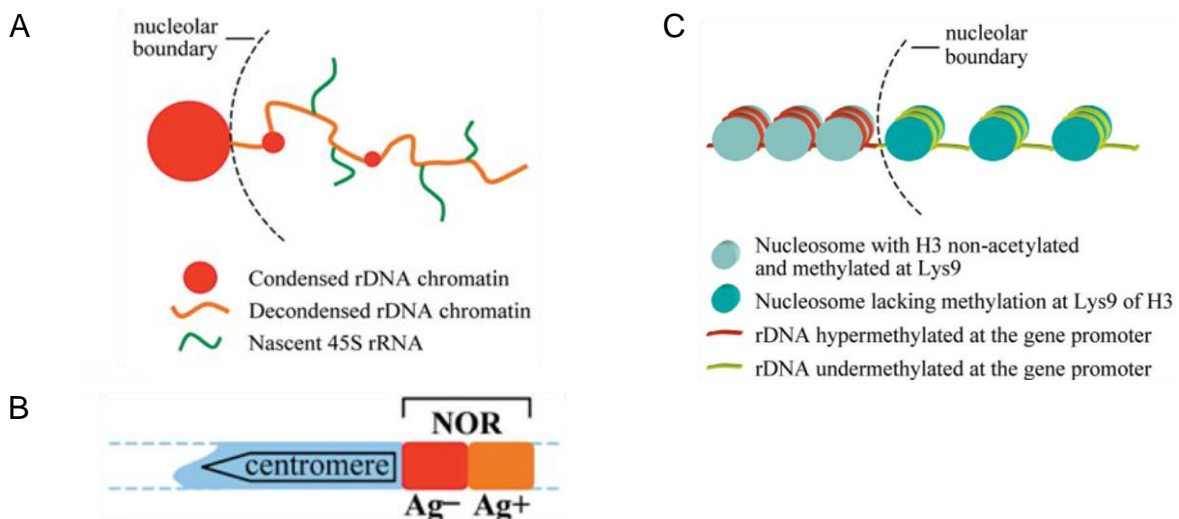 A
nucleolar
boundary
Condensed rDNA chromatin
Decondensed rDNA chromatin
Nascent 45S rRNA
B
NOR
centromere
Ag− Ag+
C
nucleolar
boundary
Nucleosome with H3 non-acetylated
and methylated at Lys9
Nucleosome lacking methylation at Lys9 of H3
rDNA hypermethylated at the gene promoter
rDNA undermethylated at the gene promoter